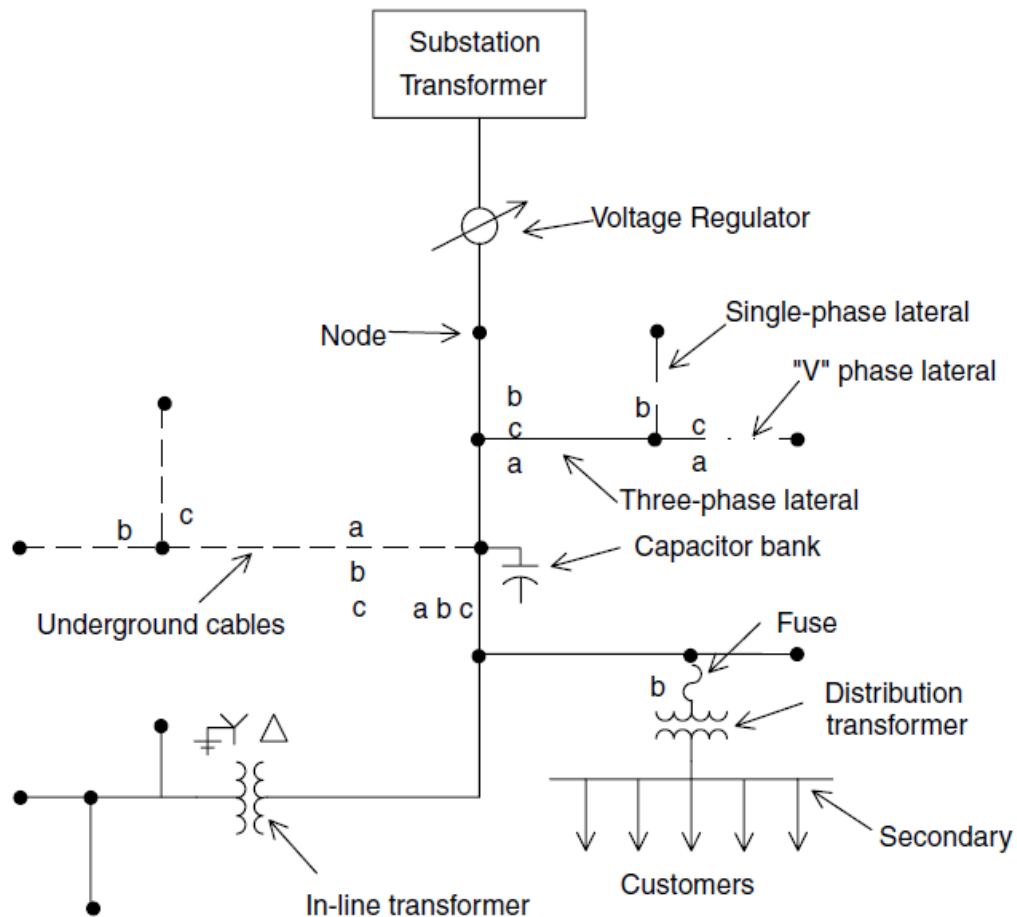 Substation
Transformer
Voltage Regulator
Node
Single-phase lateral
"V" phase lateral
b
c
a
b
c
a
Three-phase lateral
b
c
a
b
c
Capacitor bank
Underground cables
a b c
Fuse
b
Distribution
transformer
Secondary
Customers
In-line transformer